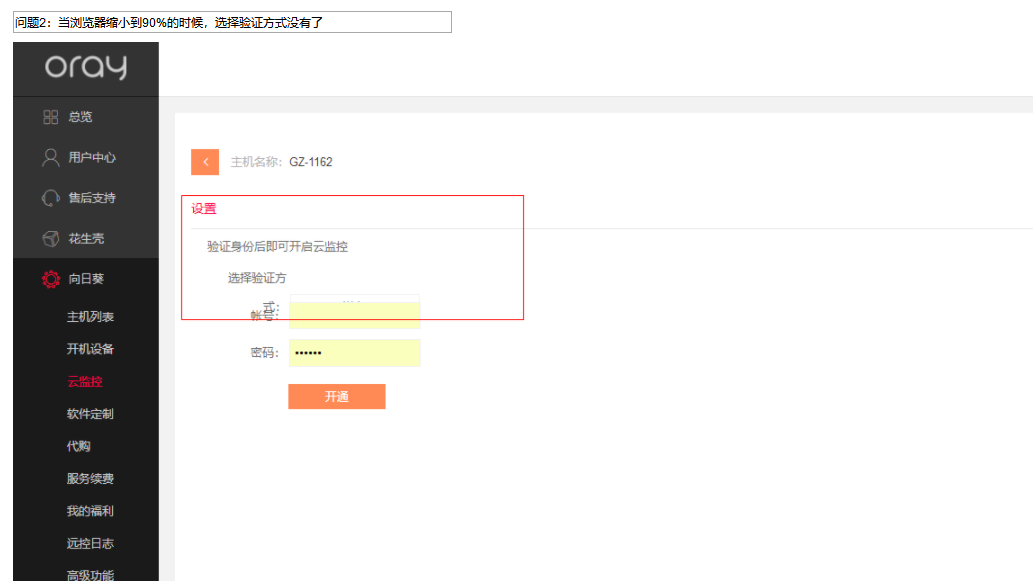 问题2：当浏览器缩小到90%的时候，选择验证方式没有了
oray
总览
用户中心
售后支持
花生壳
向日葵
主机列表
开机设备
云监控
软件定制
代购
服务续费
我的福利
远控日志
高级功能
主机名称：GZ-1162
设置
验证身份后即可开启云监控
选择验证方
式：
帐号：
密码：
••••••
开通